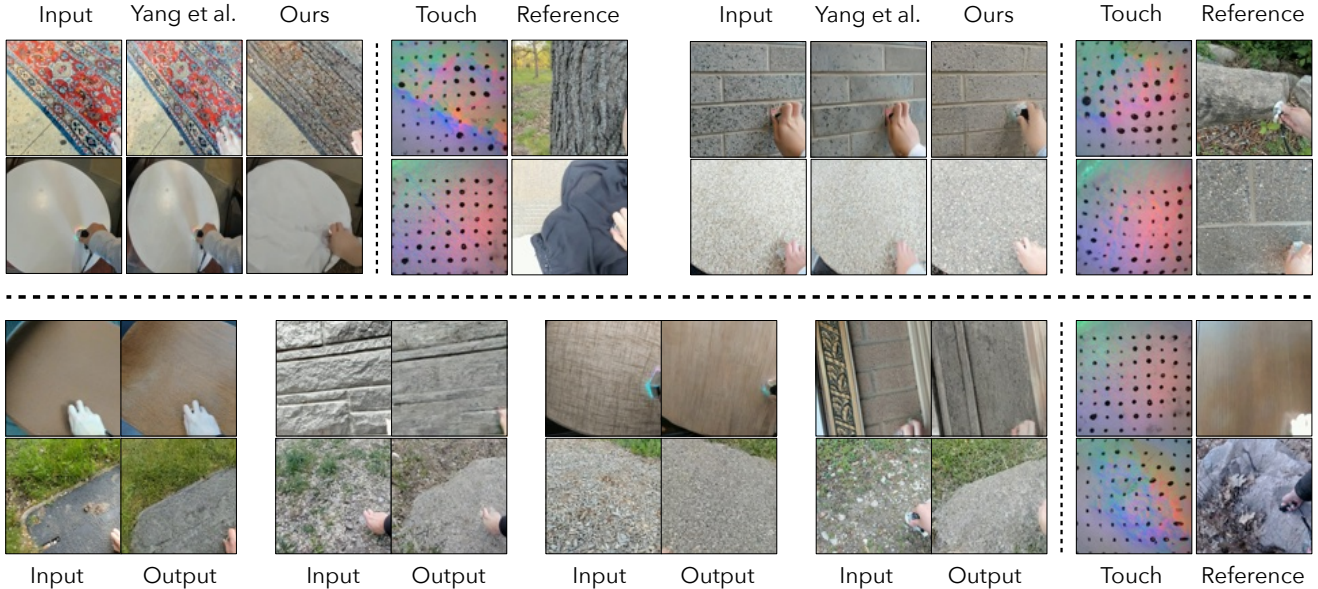 Input Yang et al. Ours Touch Reference Input Yang et al. Ours Touch Reference
Input Output Input Output Input Output Input Output Touch Reference